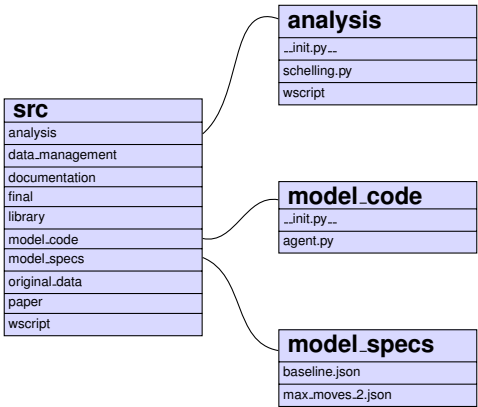 analysis
__init.py__
schelling.py
wscript
src
analysis
data_management
documentation
final
library
model_code
model_specs
original_data
paper
wscript
model_code
__init.py__
agent.py
model_specs
baseline.json
max_moves_2.json